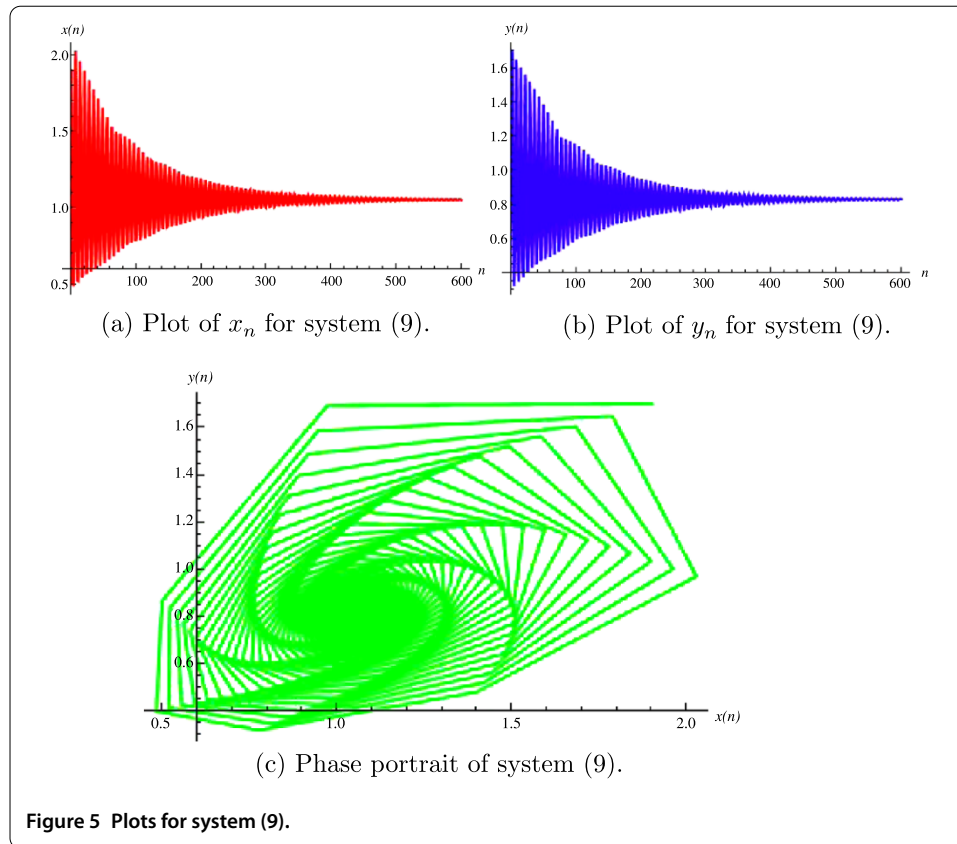 x(n)
2.0
1.5
1.0
0.5
100 200 300 400 500 600 n
(a) Plot of xₙ for system (9).
y(n)
1.6
1.4
1.2
1.0
0.8
0.6
100 200 300 400 500 600 n
(b) Plot of yₙ for system (9).
y(n)
1.6
1.4
1.2
1.0
0.8
0.6
0.5 1.0 1.5 2.0 x(n)
(c) Phase portrait of system (9).
Figure 5 Plots for system (9).